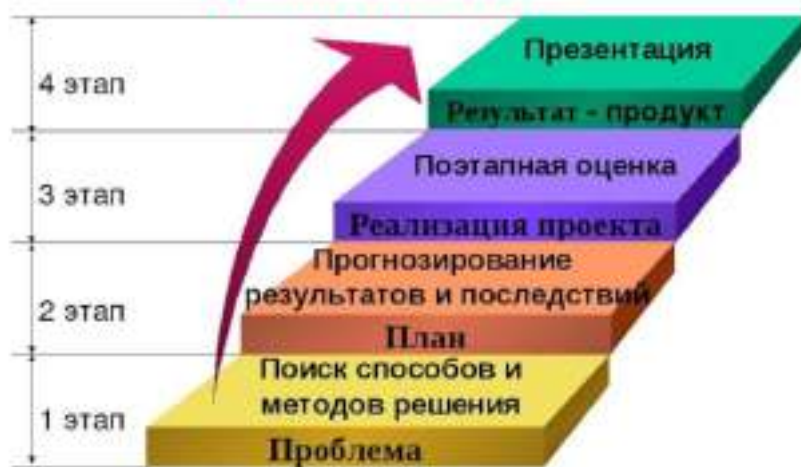 4 этап
Презентация
Результат - продукт
3 этап
Поэтапная оценка
Реализация проекта
2 этап
Прогнозирование
результатов и последствий
План
1 этап
Поиск способов и
методов решения
Проблема